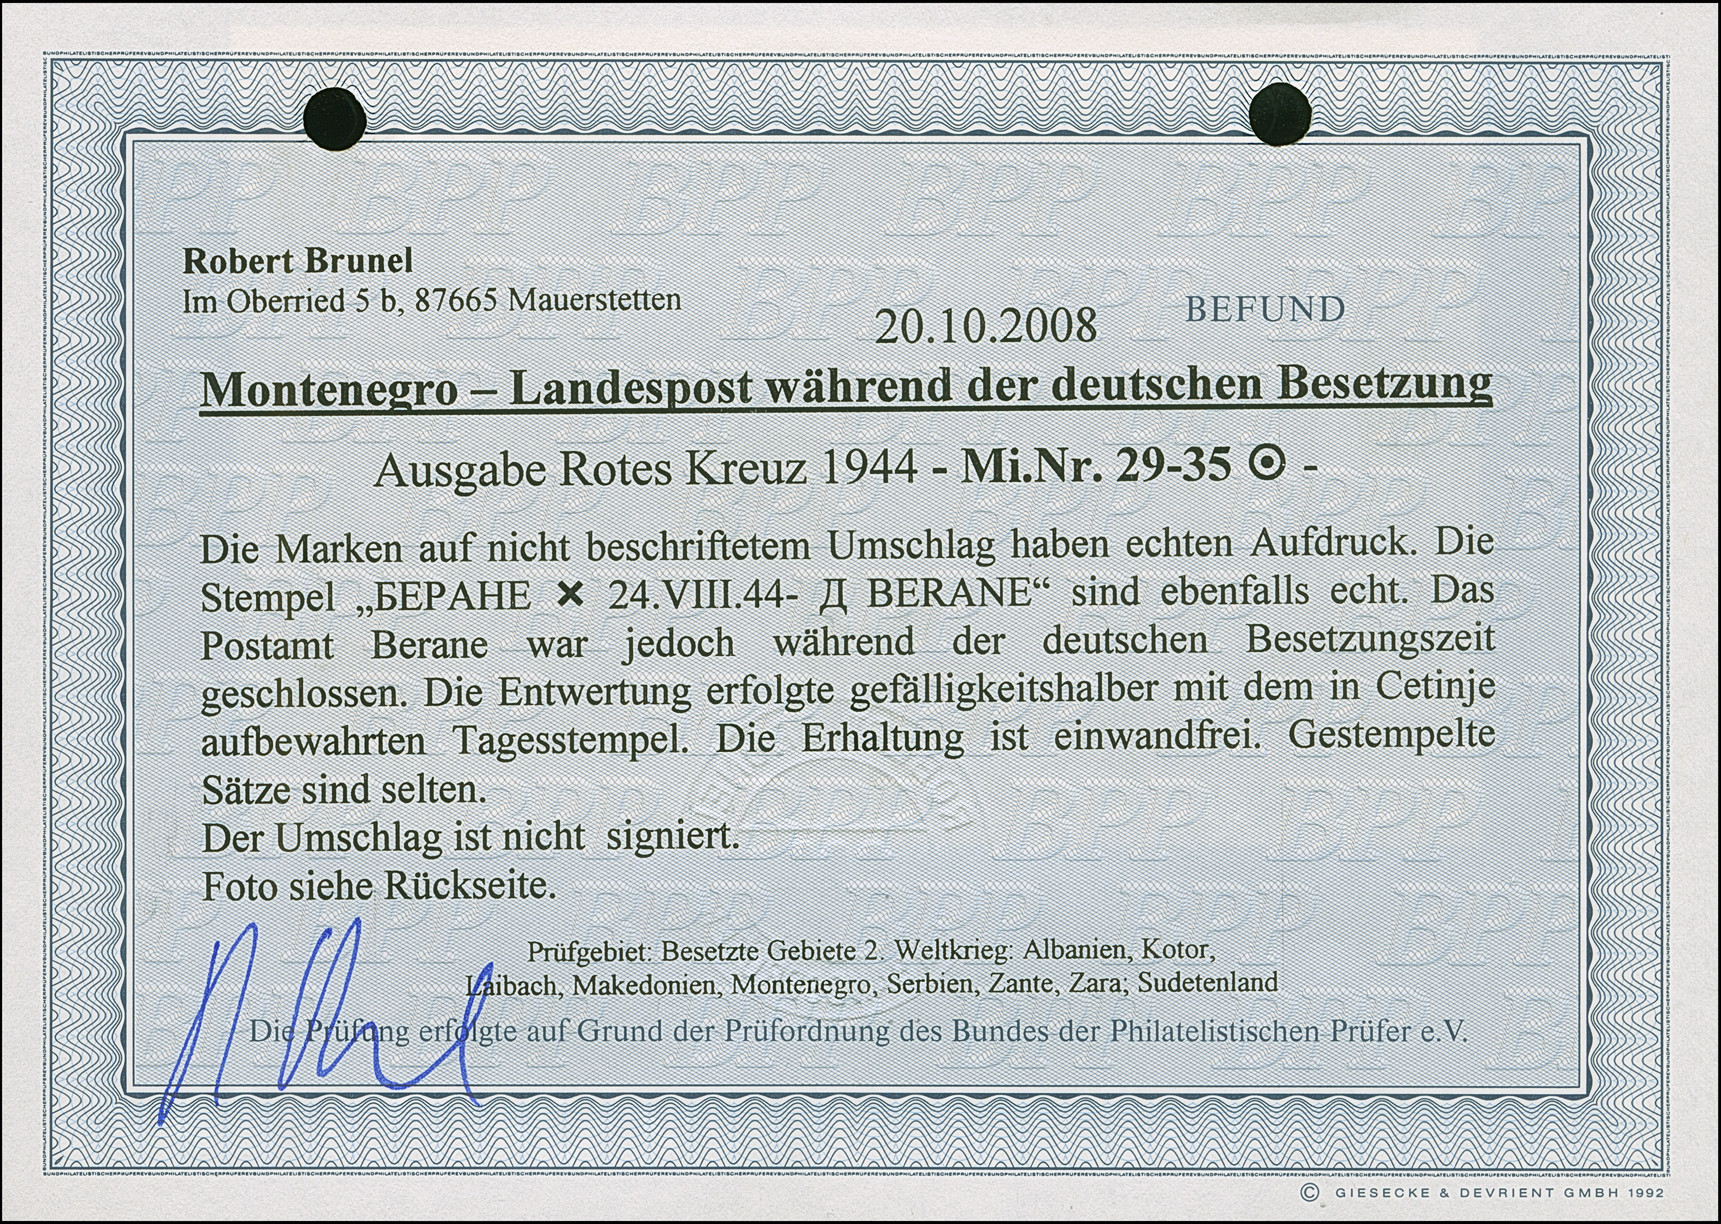 Robert Brunel
Im Oberried 5 b, 87665 Mauerstetten
20.10.2008 BEFUND
Montenegro – Landespost während der deutschen Besetzung
Ausgabe Rotes Kreuz 1944 - Mi.Nr. 29-35 ⊙ -
Die Marken auf nicht beschriftetem Umschlag haben echten Aufdruck. Die
Stempel „БЕРАНЕ ✖ 24.VIII.44- Д BERANE“ sind ebenfalls echt. Das
Postamt Berane war jedoch während der deutschen Besetzungszeit
geschlossen. Die Entwertung erfolgte gefälligkeitshalber mit dem in Cetinje
aufbewahrten Tagesstempel. Die Erhaltung ist einwandfrei. Gestempelte
Sätze sind selten.
Der Umschlag ist nicht signiert.
Foto siehe Rückseite.
Prüfgebiet: Besetzte Gebiete 2. Weltkrieg: Albanien, Kotor,
Laibach, Makedonien, Montenegro, Serbien, Zante, Zara; Sudetenland
Die Prüfung erfolgte auf Grund der Prüfordnung des Bundes der Philatelistischen Prüfer e.V.
© GIESECKE & DEVRIENT GMBH 1992